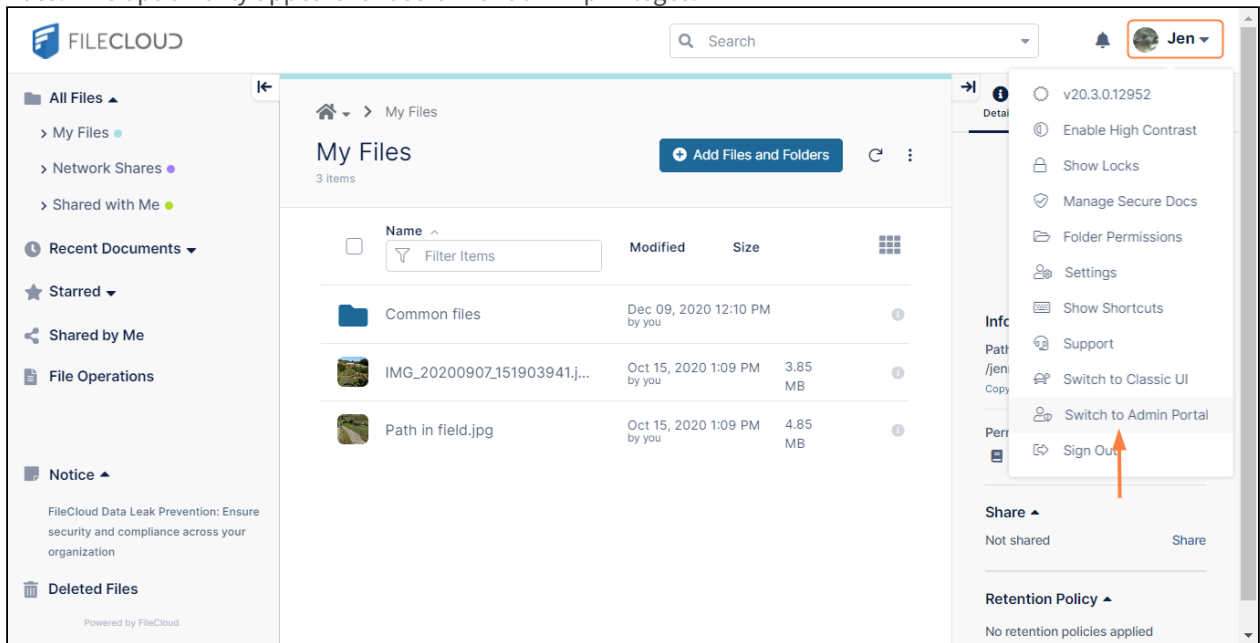 FILECLOUD
Search
Jen
All Files
My Files
Network Shares
Shared with Me
Recent Documents
Starred
Shared by Me
File Operations
Notice
FileCloud Data Leak Prevention: Ensure
security and compliance across your
organization
Deleted Files
Powered by FileCloud
My Files
My Files
3 items
Add Files and Folders
Name
Filter Items
Modified
Size
Common files
Dec 09, 2020 12:10 PM
by you
IMG_20200907_151903941.j...
Oct 15, 2020 1:09 PM
by you
3.85
MB
Path in field.jpg
Oct 15, 2020 1:09 PM
by you
4.85
MB
v20.3.0.12952
Enable High Contrast
Show Locks
Manage Secure Docs
Folder Permissions
Settings
Show Shortcuts
Support
Switch to Classic UI
Switch to Admin Portal
Sign Out
Share
Not shared
Share
Retention Policy
No retention policies applied